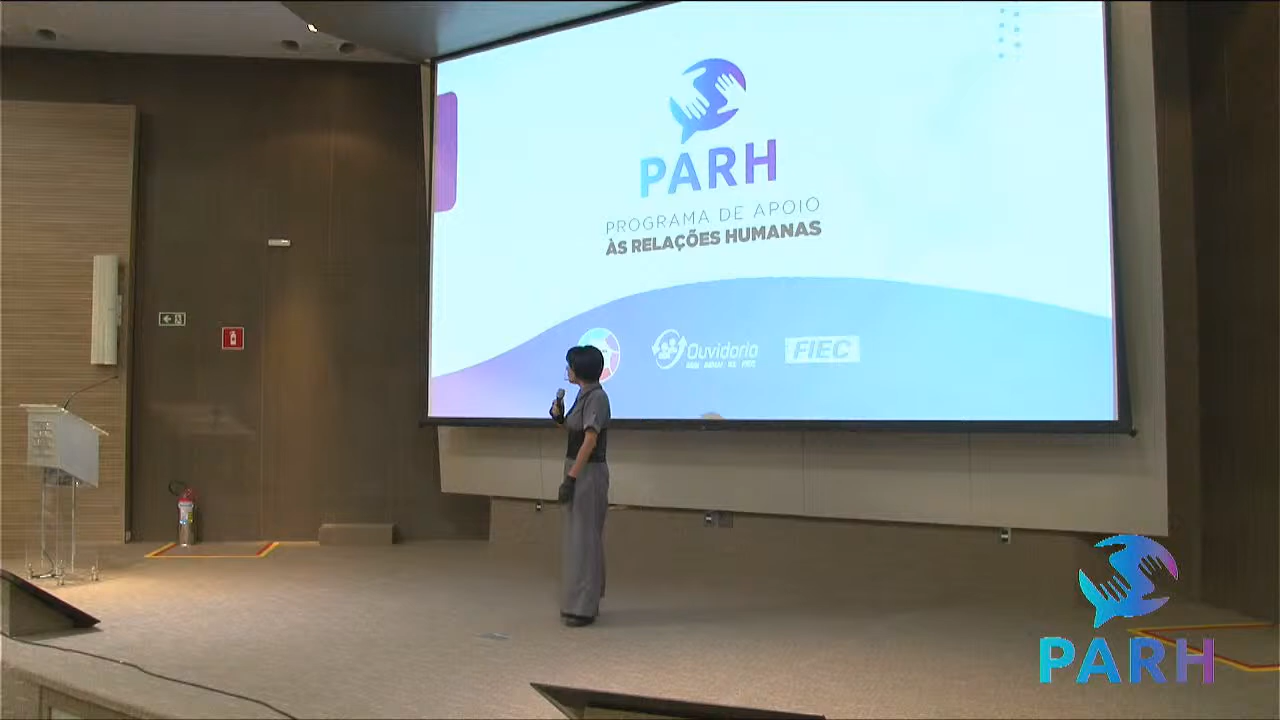 PARH
PROGRAMA DE APOIO
ÀS RELAÇÕES HUMANAS
Ouvidoria
FIEC
PARH